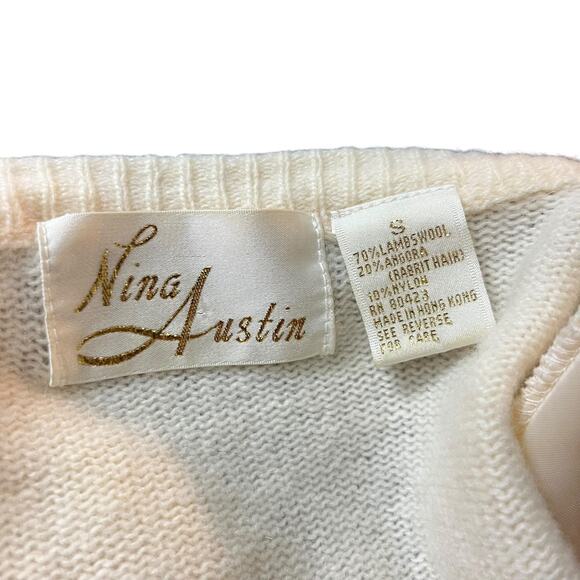 Nina
Austin
S
70% LAMBSWOOL
20% ANGORA
(RABBIT HAIR)
10% NYLON
RN 80423
MADE IN HONG KONG
SEE REVERSE
FOR CARE